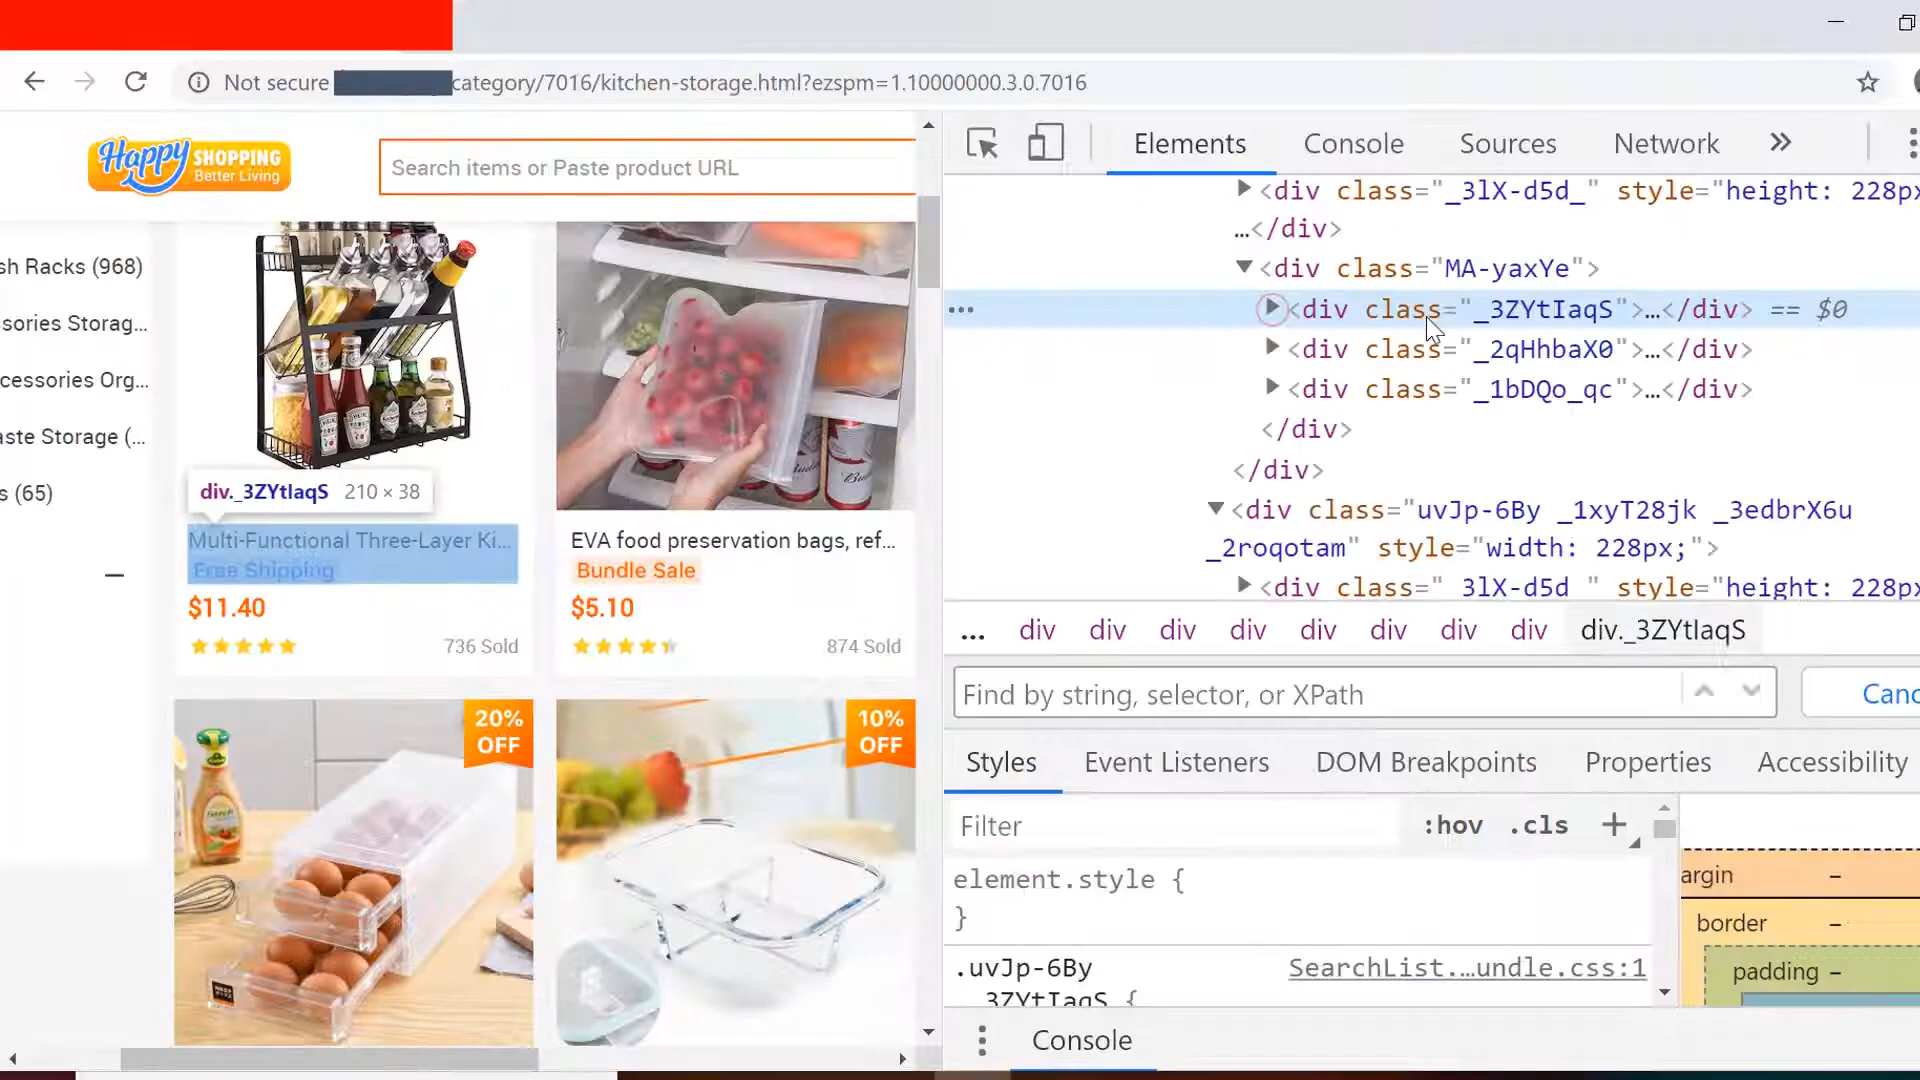 Not secure category/7016/kitchen-storage.html?ezspm=1.10000000.3.0.7016
Happy SHOPPING
Better Living
Search items or Paste product URL
sh Racks (968)
sories Storag...
ccessories Org...
aste Storage (...
s (65)
div._3ZYtIaqS 210 × 38
Multi-Functional Three-Layer Ki...
Free Shipping
$11.40
736 Sold
EVA food preservation bags, ref...
Bundle Sale
$5.10
874 Sold
20%
OFF
10%
OFF
Elements Console Sources Network
<div class="_3lX-d5d_" style="height: 228px
…</div>
<div class="MA-yaxYe">
<div class="_3ZYtIaqS">…</div> == $0
<div class="_2qHhbaX0">…</div>
<div class="_1bDQo_qc">…</div>
</div>
</div>
<div class="uvJp-6By _1xyT28jk _3edbrX6u
_2roqotam" style="width: 228px;">
<div class=" 3lX-d5d " style="height: 228px
... div div div div div div div div div._3ZYtIaqS
Find by string, selector, or XPath
Canc
Styles Event Listeners DOM Breakpoints Properties Accessibility
Filter :hov .cls +
element.style {
}
.uvJp-6By SearchList.…undle.css:1
_3ZYtIaqS {
argin –
border –
padding –
Console